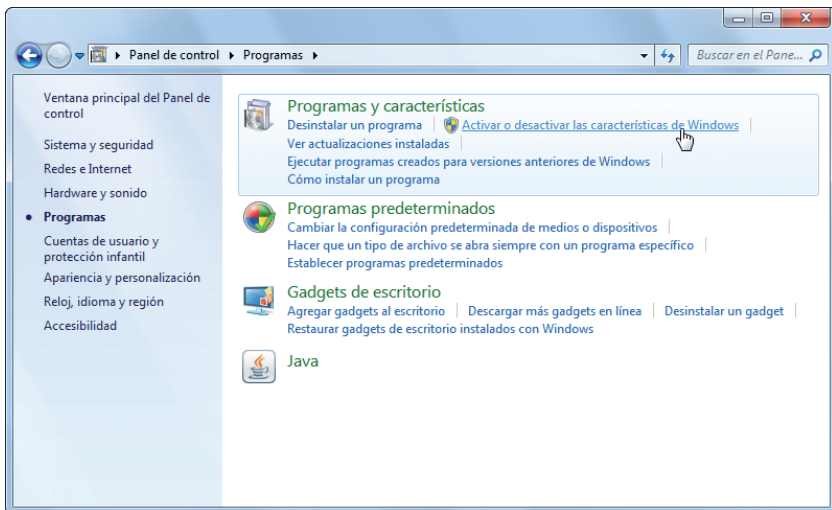 Panel de control Programas
Buscar en el Pane...
Ventana principal del Panel de
control
Sistema y seguridad
Redes e Internet
Hardware y sonido
Programas
Cuentas de usuario y
protección infantil
Apariencia y personalización
Reloj, idioma y región
Accesibilidad
Programas y características
Desinstalar un programa Activar o desactivar las características de Windows
Ver actualizaciones instaladas
Ejecutar programas creados para versiones anteriores de Windows
Cómo instalar un programa
Programas predeterminados
Cambiar la configuración predeterminada de medios o dispositivos
Hacer que un tipo de archivo se abra siempre con un programa específico
Establecer programas predeterminados
Gadgets de escritorio
Agregar gadgets al escritorio Descargar más gadgets en línea Desinstalar un gadget
Restaurar gadgets de escritorio instalados con Windows
Java